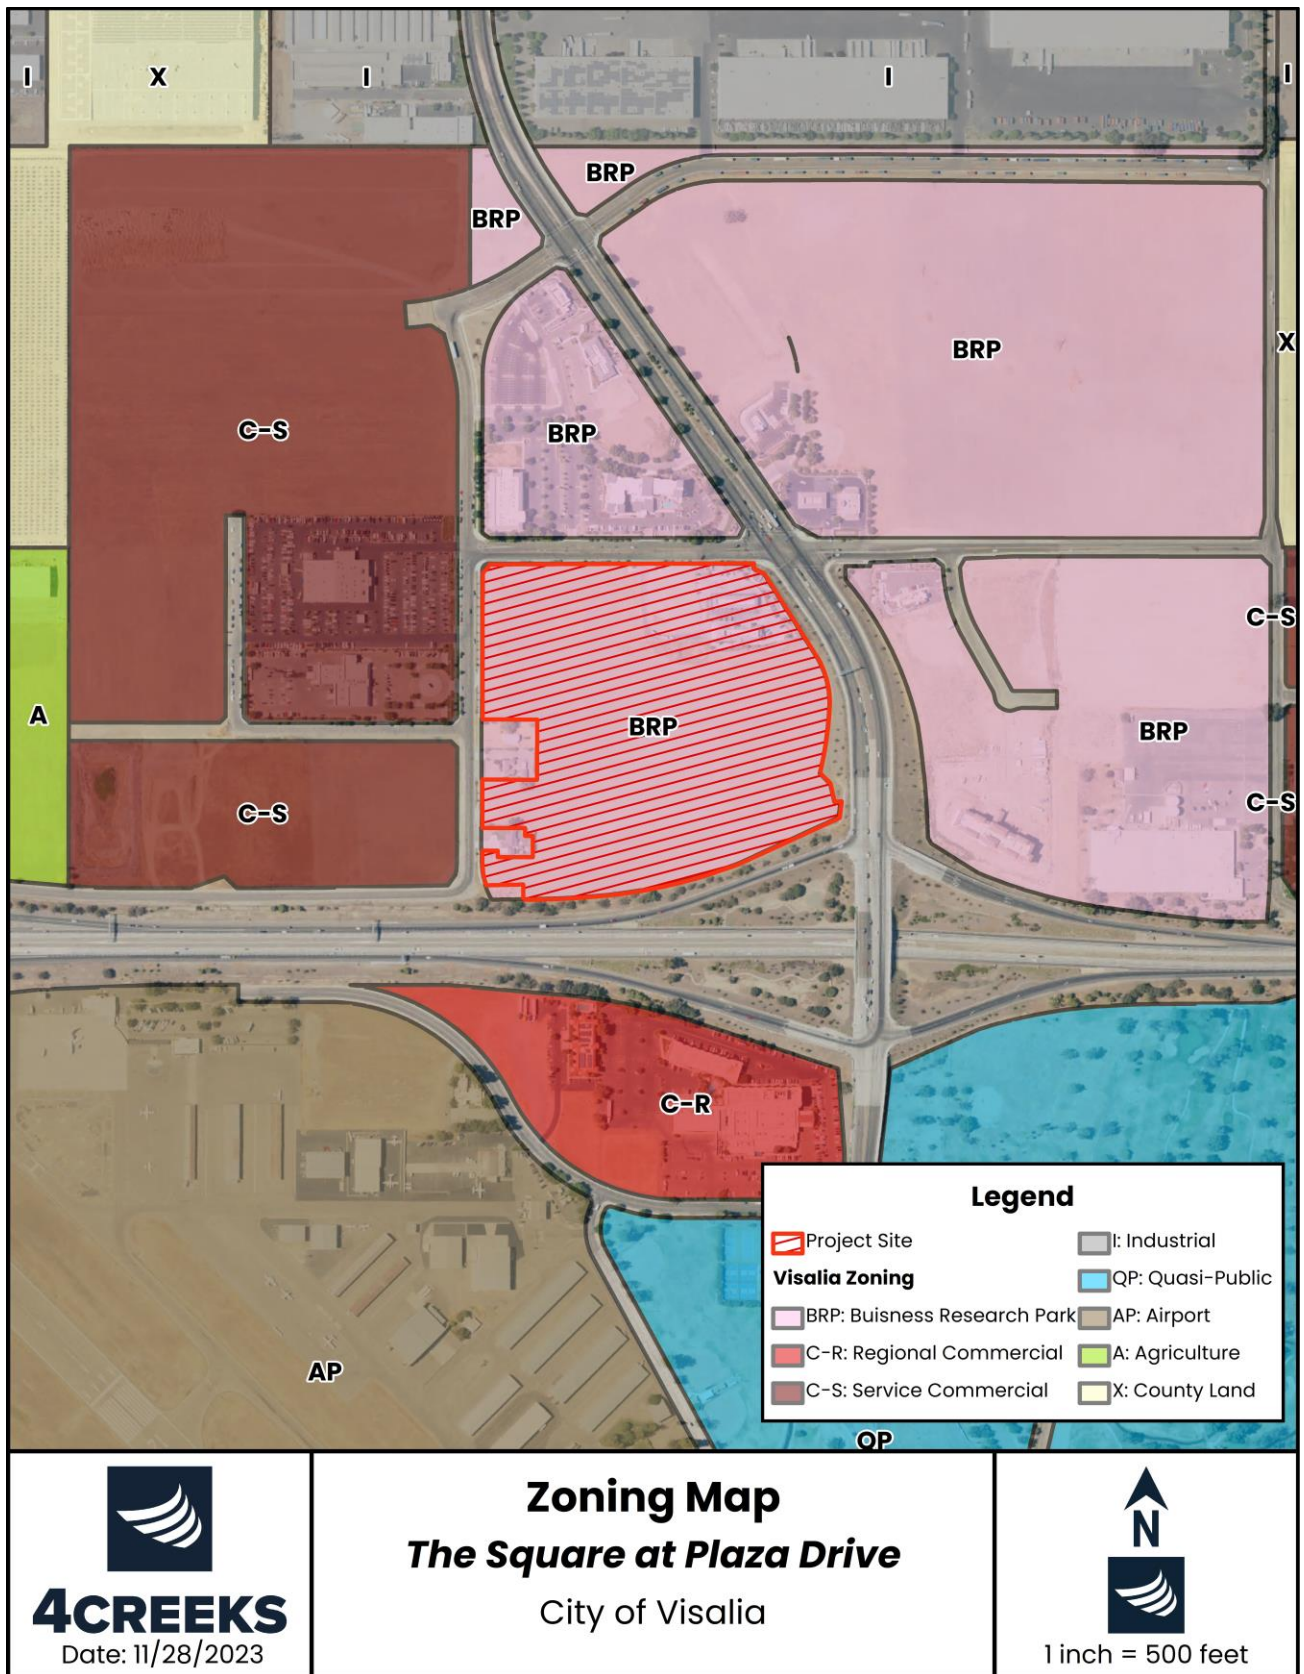 I
X
I
I
I
BRP
BRP
BRP
X
C-S
BRP
C-S
A
BRP
BRP
C-S
C-S
C-R
AP
QP
Legend
Project Site
Visalia Zoning
BRP: Buisness Research Park
C-R: Regional Commercial
C-S: Service Commercial
I: Industrial
QP: Quasi-Public
AP: Airport
A: Agriculture
X: County Land
4CREEKS
Date: 11/28/2023
Zoning Map
The Square at Plaza Drive
City of Visalia
N
1 inch = 500 feet